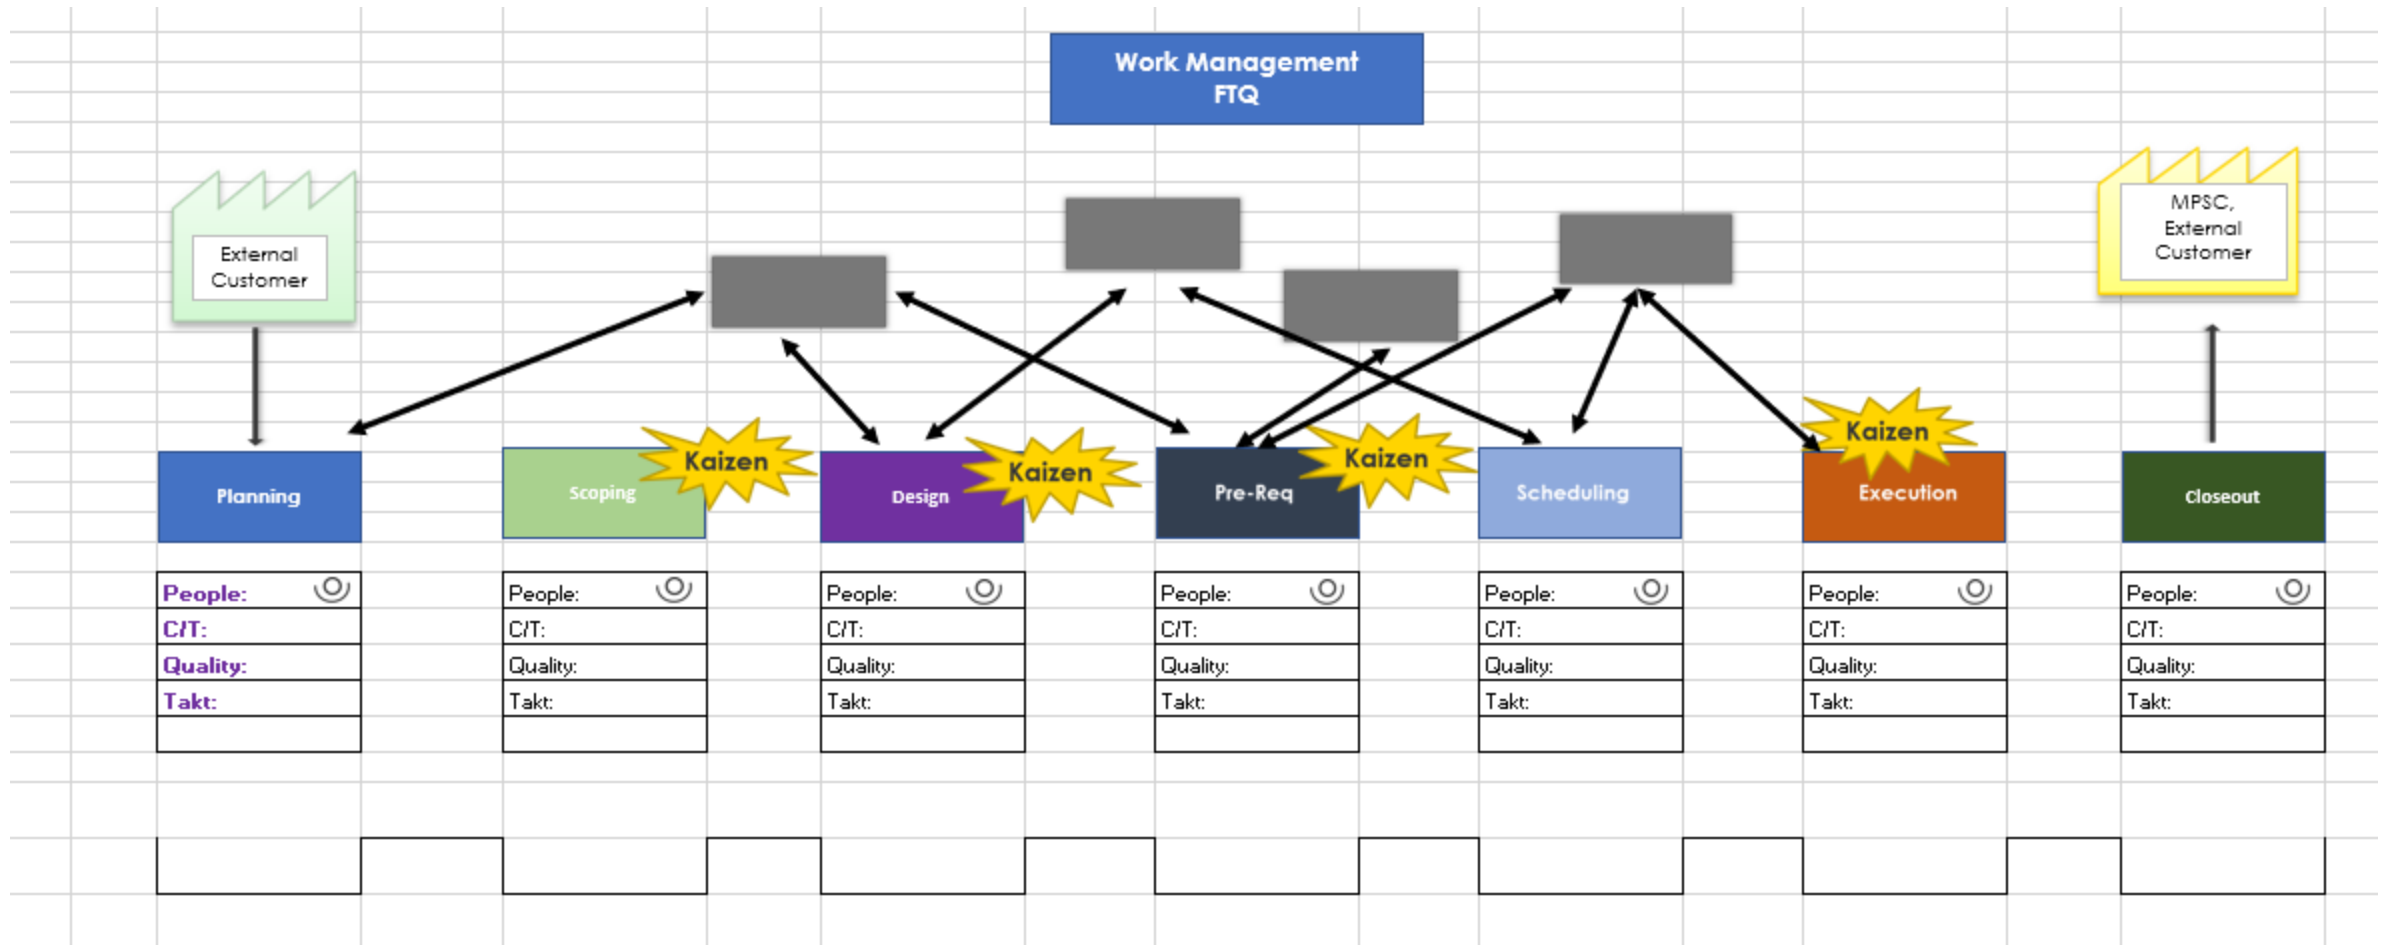 Work Management
FTQ
External
Customer
MPSC,
External
Customer
Planning
Scoping
Kaizen
Design
Kaizen
Pre-Req
Kaizen
Scheduling
Execution
Kaizen
Closeout
People:
C/T:
Quality:
Takt:
People:
C/T:
Quality:
Takt:
People:
C/T:
Quality:
Takt:
People:
C/T:
Quality:
Takt:
People:
C/T:
Quality:
Takt:
People:
C/T:
Quality:
Takt:
People:
C/T:
Quality:
Takt: